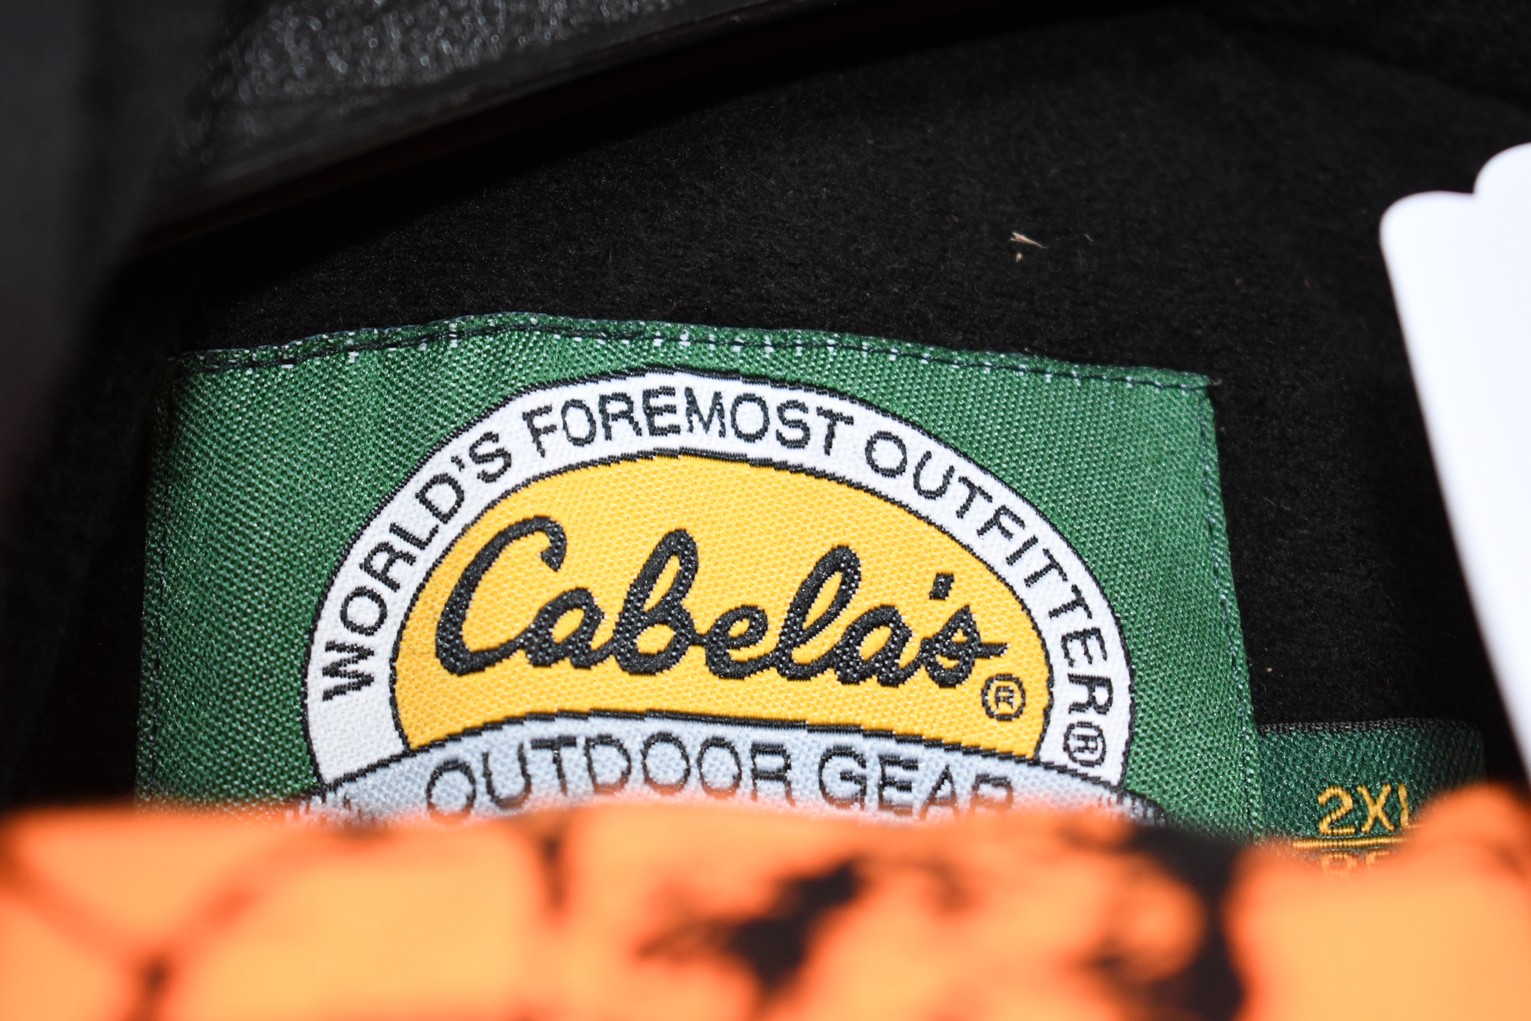 WORLD'S FOREMOST OUTFITTER®
Cabela's®
OUTDOOR GEAR
2XL